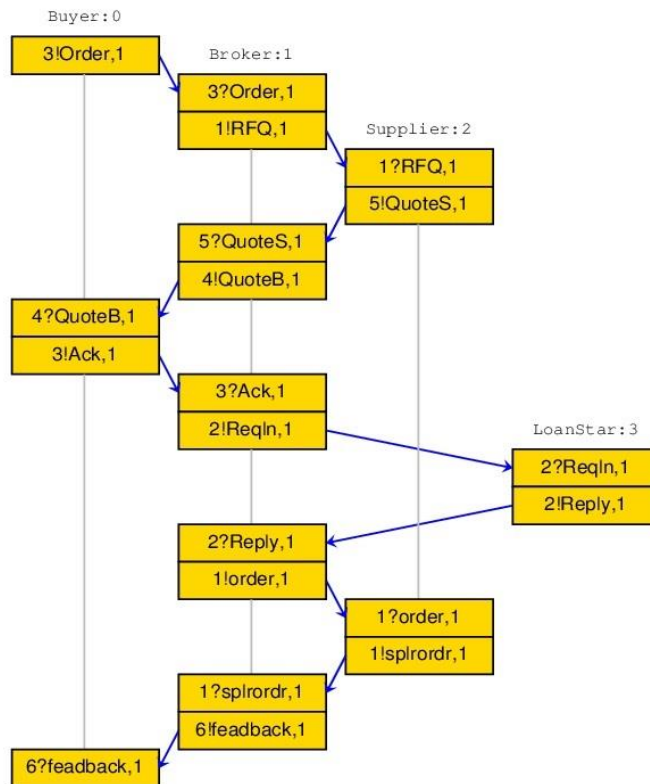 Buyer:0
3!Order,1
Broker:1
3?Order,1
1!RFQ,1
Supplier:2
1?RFQ,1
5!QuoteS,1
5?QuoteS,1
4!QuoteB,1
4?QuoteB,1
3!Ack,1
3?Ack,1
2!ReqIn,1
LoanStar:3
2?ReqIn,1
2!Reply,1
2?Reply,1
1!order,1
1?order,1
1!splrordr,1
1?splrordr,1
6!feadback,1
6?feadback,1